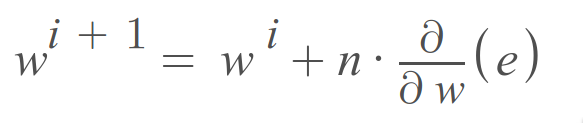 w^{i + 1} = w^{i} + n · ∂/∂w (e)